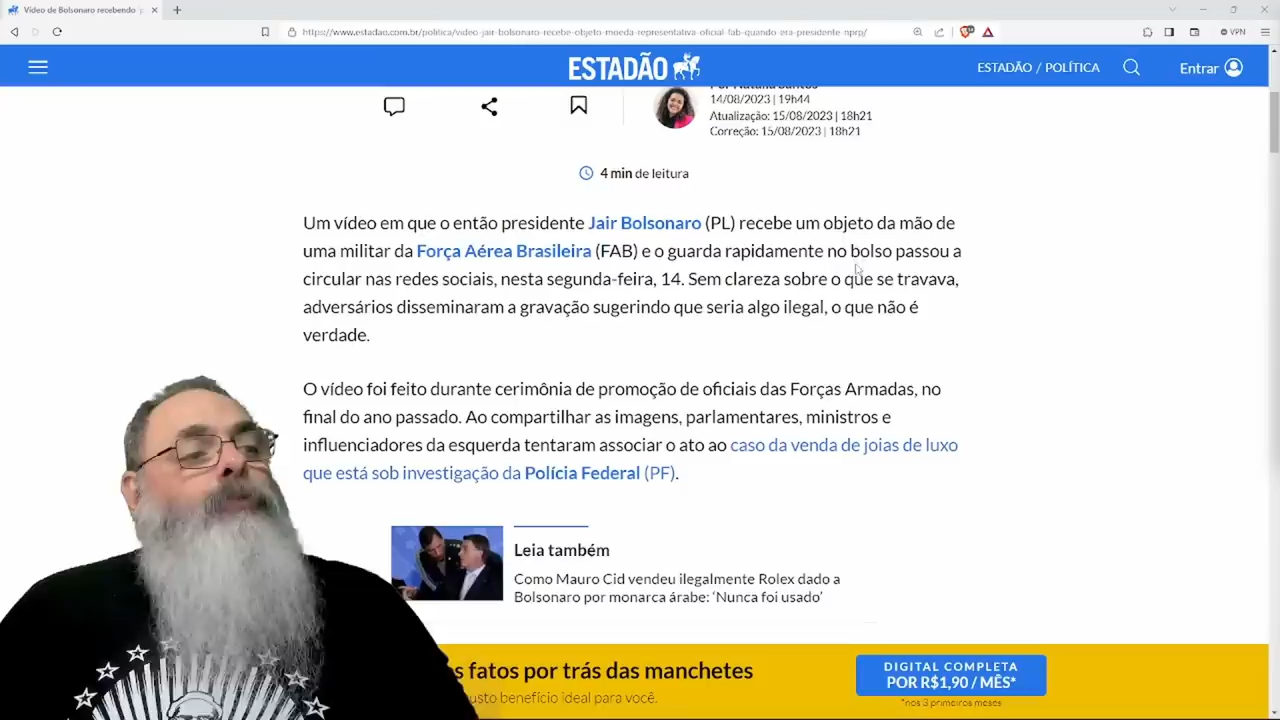 Vídeo de Bolsonaro recebendo
https://www.estadao.com.br/politica/video-jair-bolsonaro-recebe-objeto-moeda-representativa-oficial-fab-quando-era-presidente-nprp/
VPN
ESTADÃO
ESTADÃO / POLÍTICA
Entrar
Por Natália Santos
14/08/2023 | 19h44
Atualização: 15/08/2023 | 18h21
Correção: 15/08/2023 | 18h21
4 min de leitura
Um vídeo em que o então presidente Jair Bolsonaro (PL) recebe um objeto da mão de
uma militar da Força Aérea Brasileira (FAB) e o guarda rapidamente no bolso passou a
circular nas redes sociais, nesta segunda-feira, 14. Sem clareza sobre o que se travava,
adversários disseminaram a gravação sugerindo que seria algo ilegal, o que não é
verdade.
O vídeo foi feito durante cerimônia de promoção de oficiais das Forças Armadas, no
final do ano passado. Ao compartilhar as imagens, parlamentares, ministros e
influenciadores da esquerda tentaram associar o ato ao caso da venda de joias de luxo
que está sob investigação da Polícia Federal (PF).
Leia também
Como Mauro Cid vendeu ilegalmente Rolex dado a
Bolsonaro por monarca árabe: ‘Nunca foi usado’
s fatos por trás das manchetes
usto benefício ideal para você.
DIGITAL COMPLETA
POR R$1,90 / MÊS*
*nos 3 primeiros meses